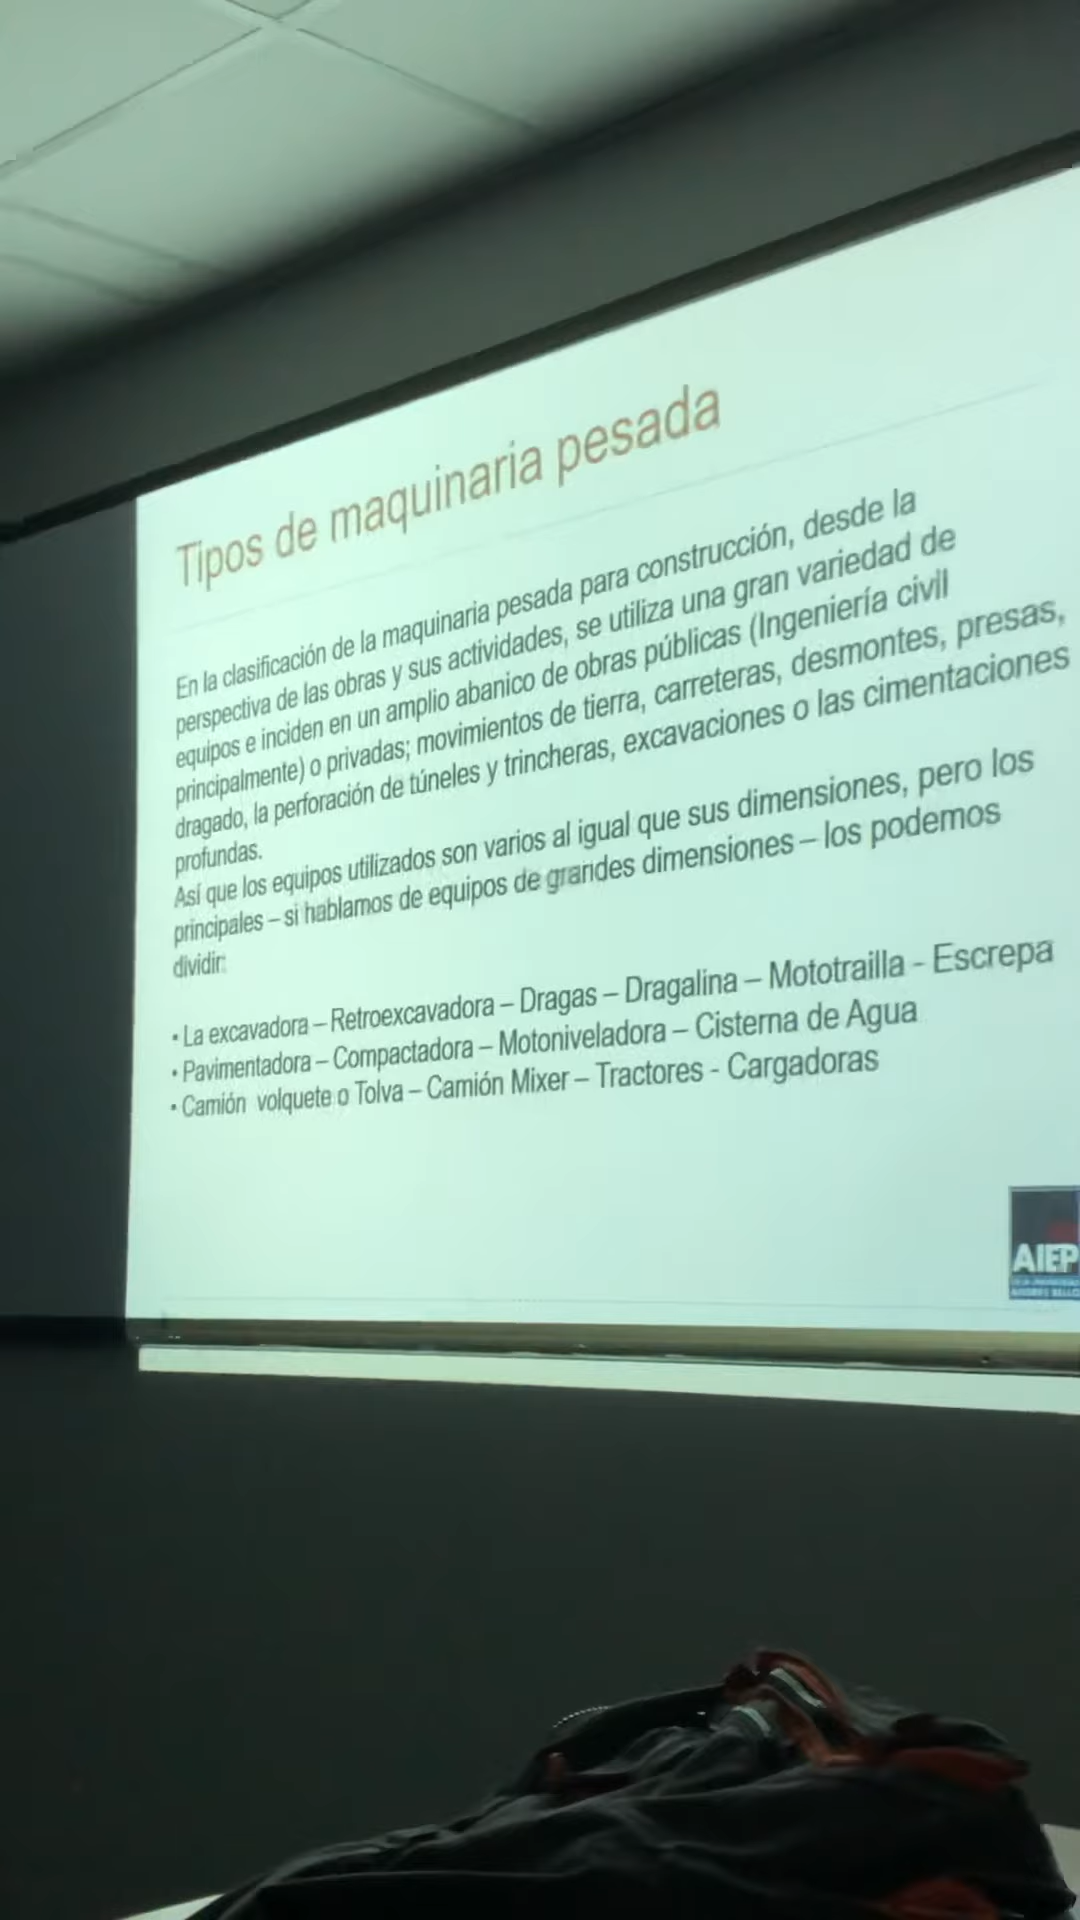 Tipos de maquinaria pesada
En la clasificación de la maquinaria pesada para construcción, desde la
perspectiva de las obras y sus actividades, se utiliza una gran variedad de
equipos e inciden en un amplio abanico de obras públicas (Ingeniería civil
principalmente) o privadas; movimientos de tierra, carreteras, desmontes, presas,
dragado, la perforación de túneles y trincheras, excavaciones o las cimentaciones
profundas.
Así que los equipos utilizados son varios al igual que sus dimensiones, pero los
principales – si hablamos de equipos de grandes dimensiones – los podemos
dividir:
• La excavadora – Retroexcavadora – Dragas – Dragalina – Mototrailla - Escrepa
• Pavimentadora – Compactadora – Motoniveladora – Cisterna de Agua
• Camión volquete o Tolva – Camión Mixer – Tractores - Cargadoras
AIEP
ANDRES BELLO